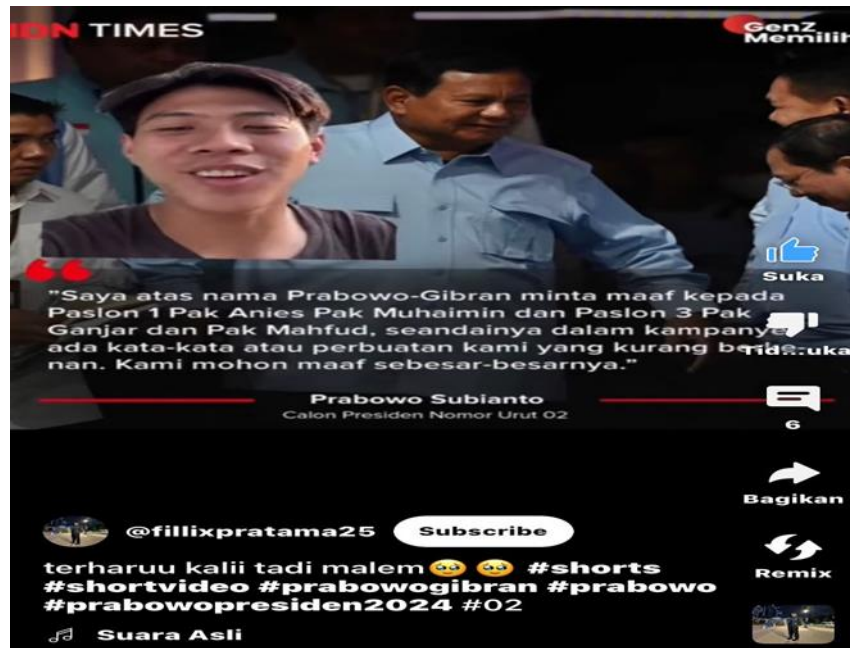 IDN TIMES
GenZ
Memilih
"Saya atas nama Prabowo-Gibran minta maaf kepada
Paslon 1 Pak Anies Pak Muhaimin dan Paslon 3 Pak
Ganjar dan Pak Mahfud, seandainya dalam kampanye
ada kata-kata atau perbuatan kami yang kurang
nan. Kami mohon maaf sebesar-besarnya."
Prabowo Subianto
Calon Presiden Nomor Urut 02
Suka
6
Bagikan
Remix
@fillixpratama25
Subscribe
terharuu kalii tadi malem🥹 🥹 #shorts
#shortvideo #prabowogibran #prabowo
#prabowopresiden2024 #02
Suara Asli